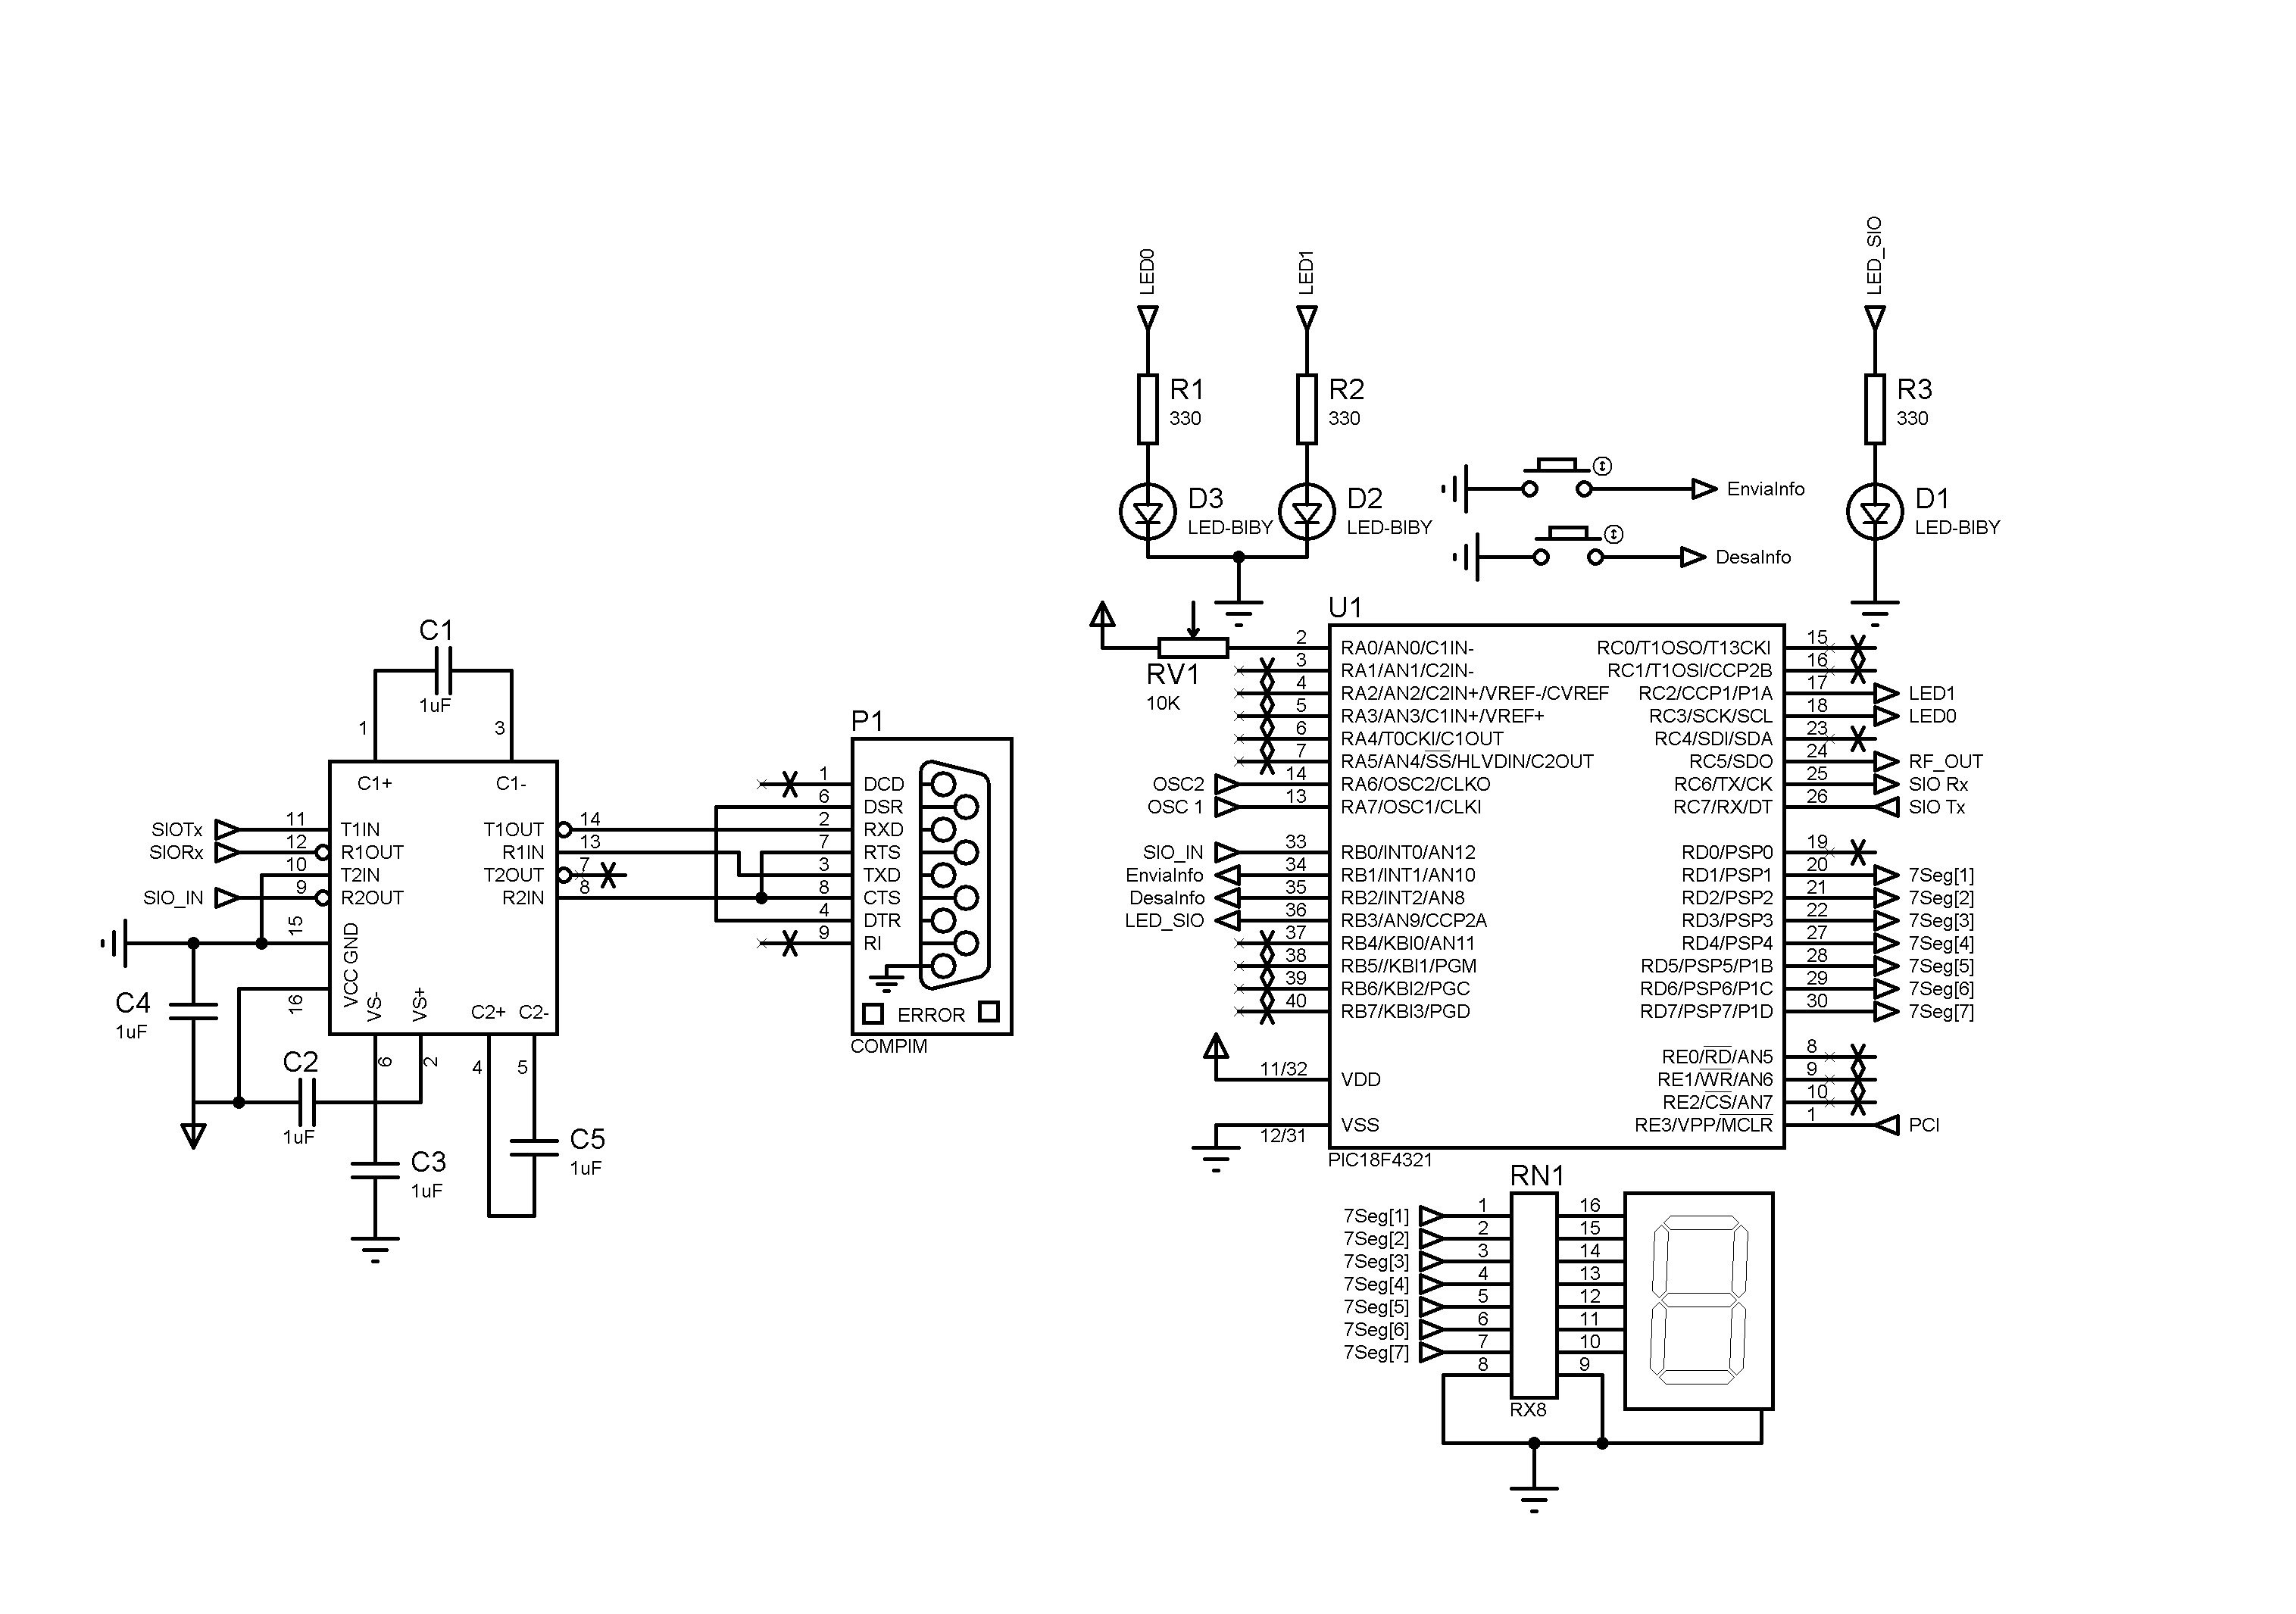 LED0
LED1
LED_SIO
R1
330
R2
330
R3
330
D3
LED-BIBY
D2
LED-BIBY
D1
LED-BIBY
EnviaInfo
DesaInfo
C1
1uF
1
3
C1+
C1-
SIOTx
11
T1IN
T1OUT
14
SIORx
12
R1OUT
R1IN
13
10
T2IN
T2OUT
7
SIO_IN
9
R2OUT
R2IN
8
15
GND
16
VCC
VS-
VS+
C2+
C2-
6
2
4
5
C4
1uF
C2
1uF
C3
1uF
C5
1uF
P1
1
DCD
6
DSR
2
RXD
7
RTS
3
TXD
8
CTS
4
DTR
9
RI
ERROR
COMPIM
U1
RV1
10K
2
RA0/AN0/C1IN-
3
RA1/AN1/C2IN-
4
RA2/AN2/C2IN+/VREF-/CVREF
5
RA3/AN3/C1IN+/VREF+
6
RA4/T0CKI/C1OUT
7
RA5/AN4/SS/HLVDIN/C2OUT
OSC2
14
RA6/OSC2/CLKO
OSC 1
13
RA7/OSC1/CLKI
SIO_IN
33
RB0/INT0/AN12
EnviaInfo
34
RB1/INT1/AN10
DesaInfo
35
RB2/INT2/AN8
LED_SIO
36
RB3/AN9/CCP2A
37
RB4/KBI0/AN11
38
RB5//KBI1/PGM
39
RB6/KBI2/PGC
40
RB7/KBI3/PGD
11/32
VDD
12/31
VSS
RC0/T1OSO/T13CKI
15
RC1/T1OSI/CCP2B
16
RC2/CCP1/P1A
17
LED1
RC3/SCK/SCL
18
LED0
RC4/SDI/SDA
23
RC5/SDO
24
RF_OUT
RC6/TX/CK
25
SIO Rx
RC7/RX/DT
26
SIO Tx
RD0/PSP0
19
RD1/PSP1
20
7Seg[1]
RD2/PSP2
21
7Seg[2]
RD3/PSP3
22
7Seg[3]
RD4/PSP4
27
7Seg[4]
RD5/PSP5/P1B
28
7Seg[5]
RD6/PSP6/P1C
29
7Seg[6]
RD7/PSP7/P1D
30
7Seg[7]
RE0/RD/AN5
8
RE1/WR/AN6
9
RE2/CS/AN7
10
RE3/VPP/MCLR
1
PCI
PIC18F4321
RN1
7Seg[1]
1
16
7Seg[2]
2
15
7Seg[3]
3
14
7Seg[4]
4
13
7Seg[5]
5
12
7Seg[6]
6
11
7Seg[7]
7
10
8
9
RX8